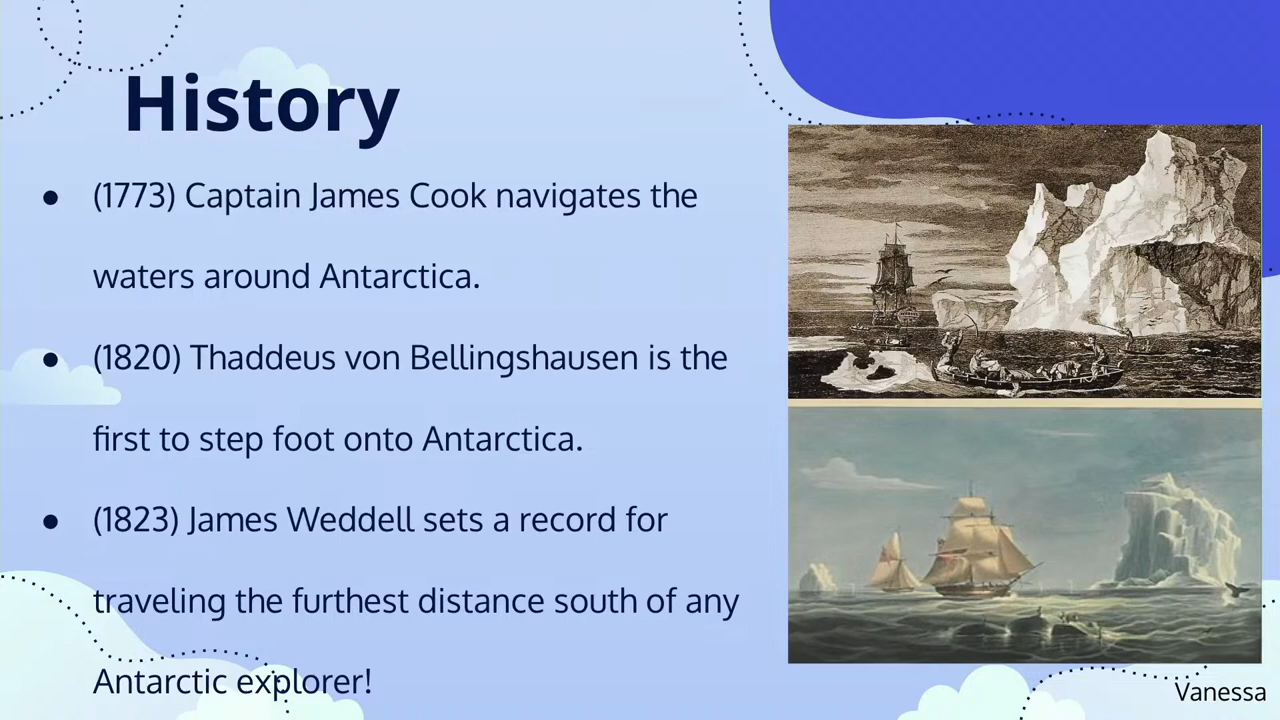 History
● (1773) Captain James Cook navigates the
waters around Antarctica.
● (1820) Thaddeus von Bellingshausen is the
first to step foot onto Antarctica.
● (1823) James Weddell sets a record for
traveling the furthest distance south of any
Antarctic explorer!
Vanessa